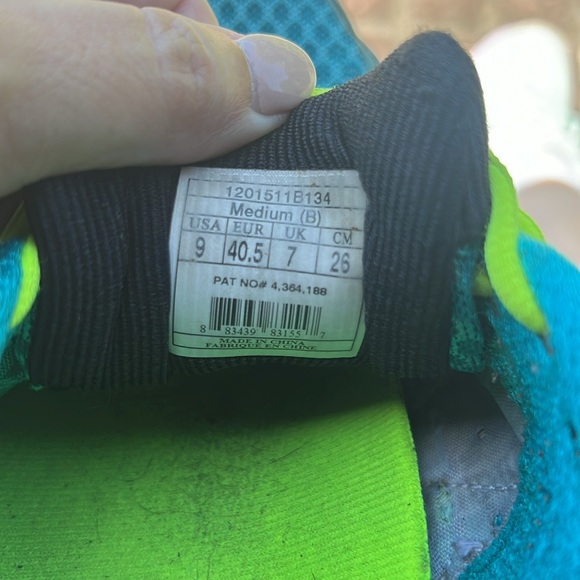 1201511B134
Medium (B)
USA EUR UK CM
9 40.5 7 26
PAT NO# 4,364,188
8 83439 83155 7
MADE IN CHINA
FABRIQUE EN CHINE